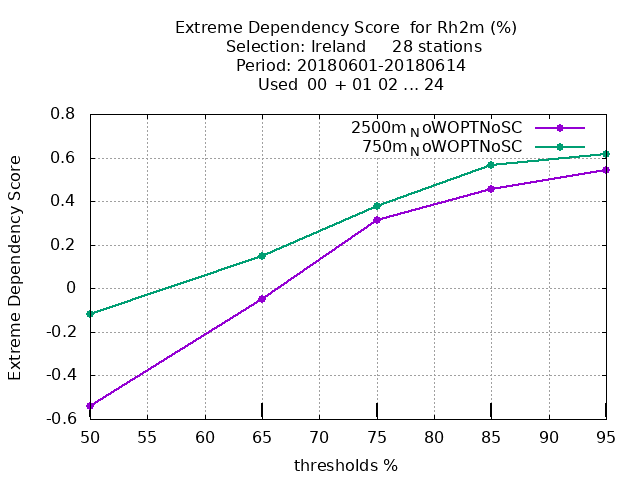 Extreme Dependency Score for Rh2m (%)
Selection: Ireland 28 stations
Period: 20180601-20180614
Used 00 + 01 02 ... 24
0.8
0.6
0.4
0.2
0
-0.2
-0.4
-0.6
2500m_NoWOPTNoSC
750m_NoWOPTNoSC
Extreme Dependency Score
50 55 60 65 70 75 80 85 90 95
thresholds %